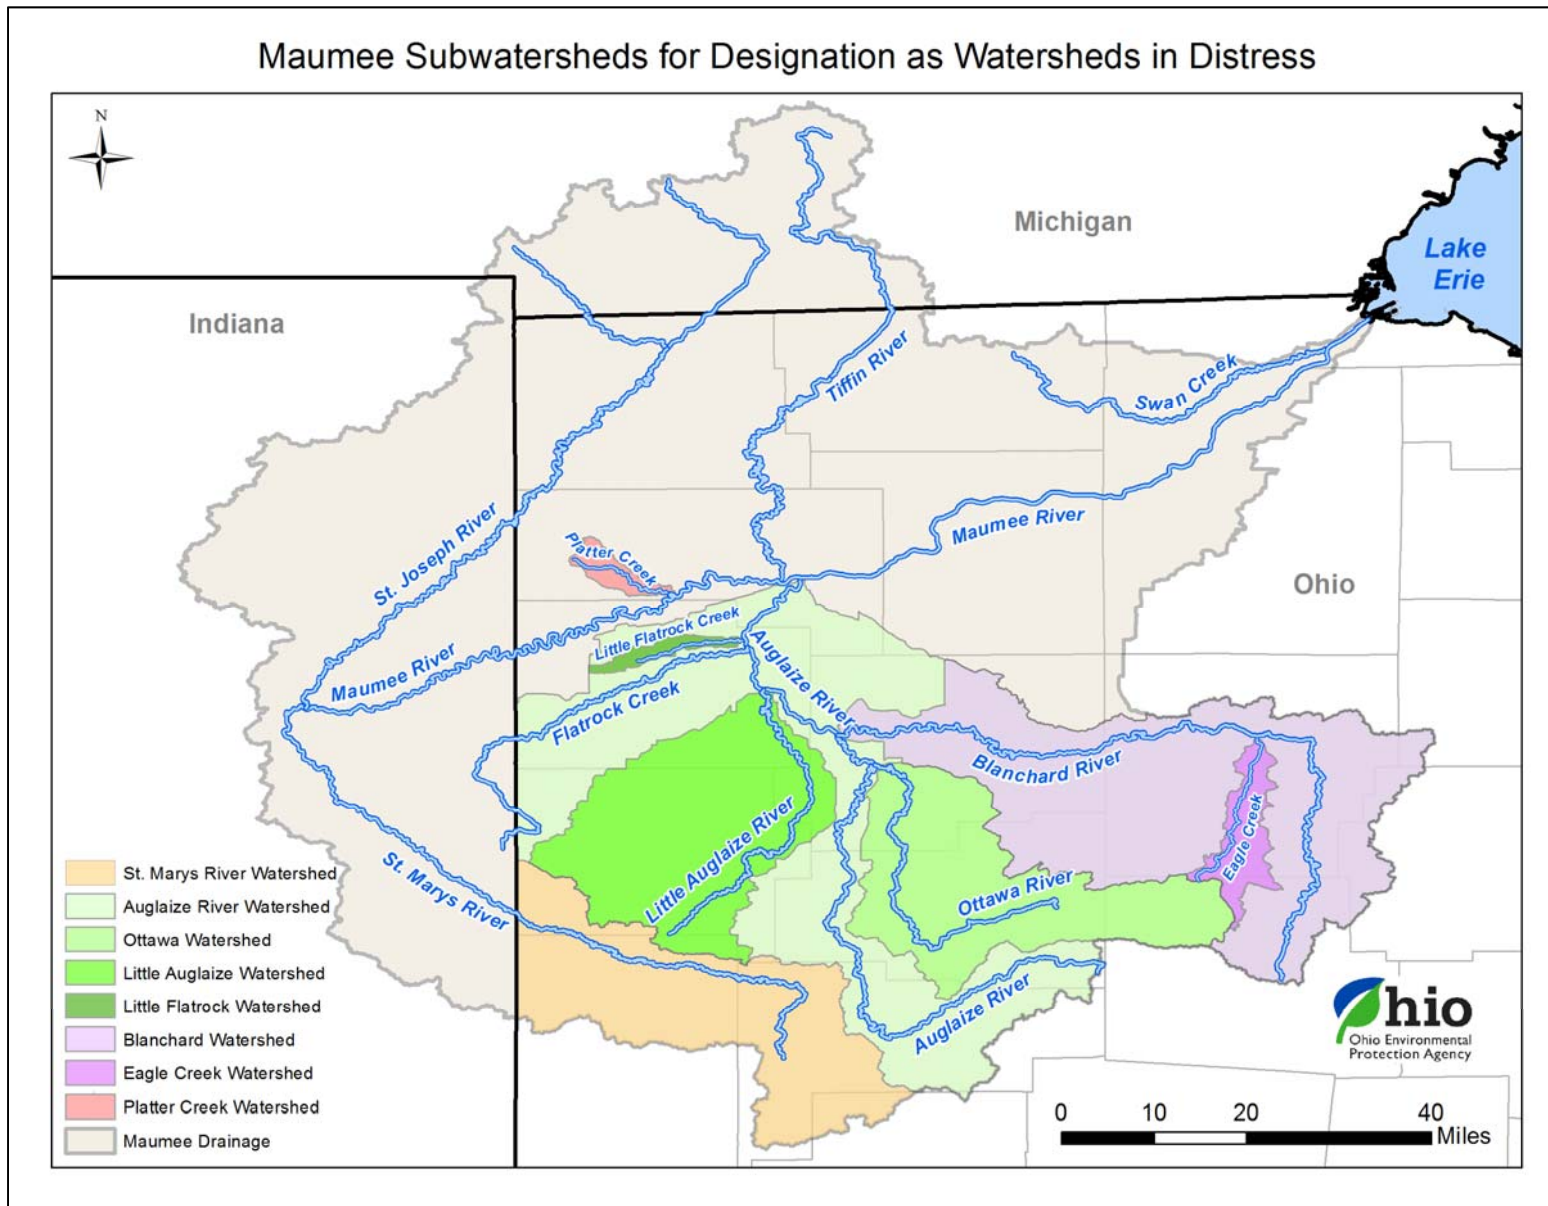 Maumee Subwatersheds for Designation as Watersheds in Distress
N
Michigan
Lake
Erie
Indiana
Tiffin River
Swan Creek
St. Joseph River
Maumee River
Platter Creek
Ohio
Little Flatrock Creek
Maumee River
Auglaize River
Flatrock Creek
Blanchard River
Little Auglaize River
Eagle Creek
St. Marys River
Ottawa River
Auglaize River
St. Marys River Watershed
Auglaize River Watershed
Ottawa Watershed
Little Auglaize Watershed
Little Flatrock Watershed
Blanchard Watershed
Eagle Creek Watershed
Platter Creek Watershed
Maumee Drainage
Ohio
Ohio Environmental
Protection Agency
0 10 20 40
Miles